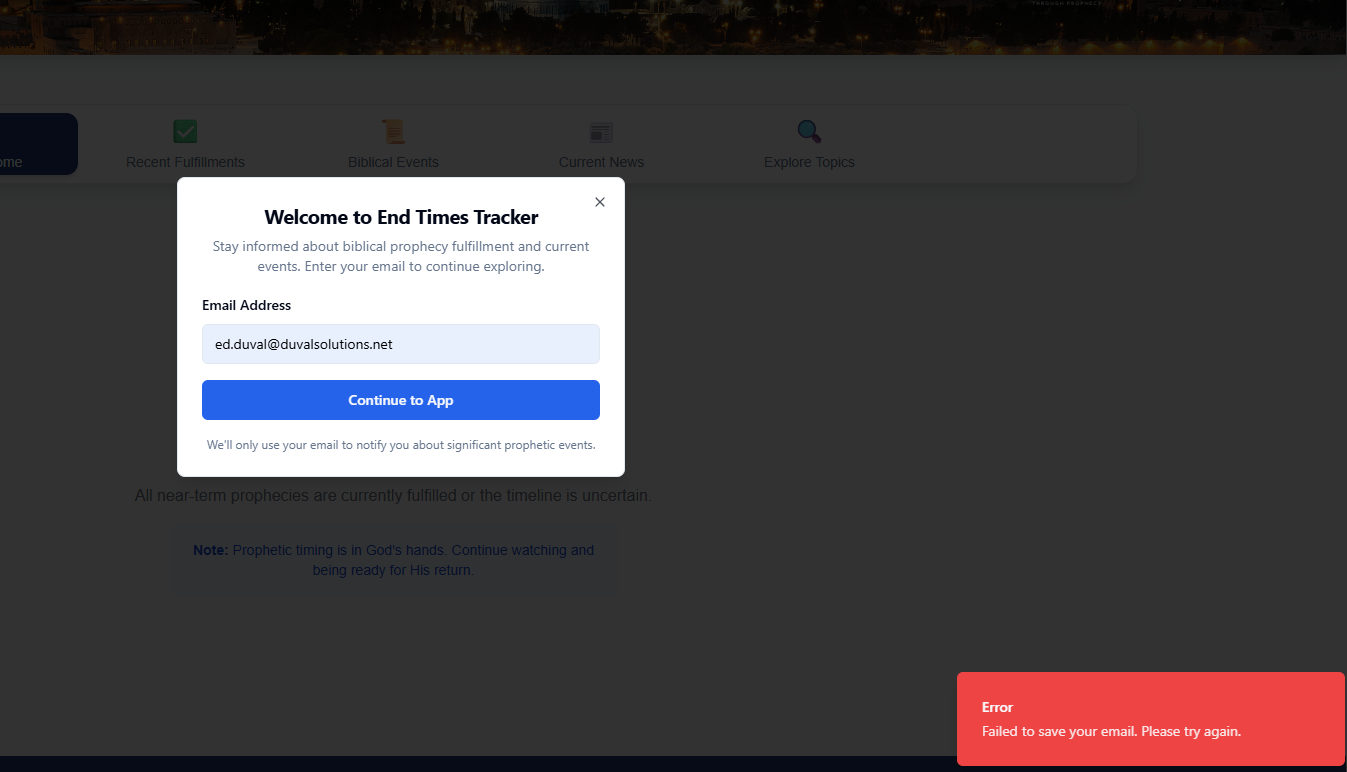 THROUGH PROPHECY
ome
Recent Fulfillments
Biblical Events
Current News
Explore Topics
Welcome to End Times Tracker
Stay informed about biblical prophecy fulfillment and current
events. Enter your email to continue exploring.
Email Address
ed.duval@duvalsolutions.net
Continue to App
We'll only use your email to notify you about significant prophetic events.
All near-term prophecies are currently fulfilled or the timeline is uncertain.
Note: Prophetic timing is in God's hands. Continue watching and
being ready for His return.
Error
Failed to save your email. Please try again.